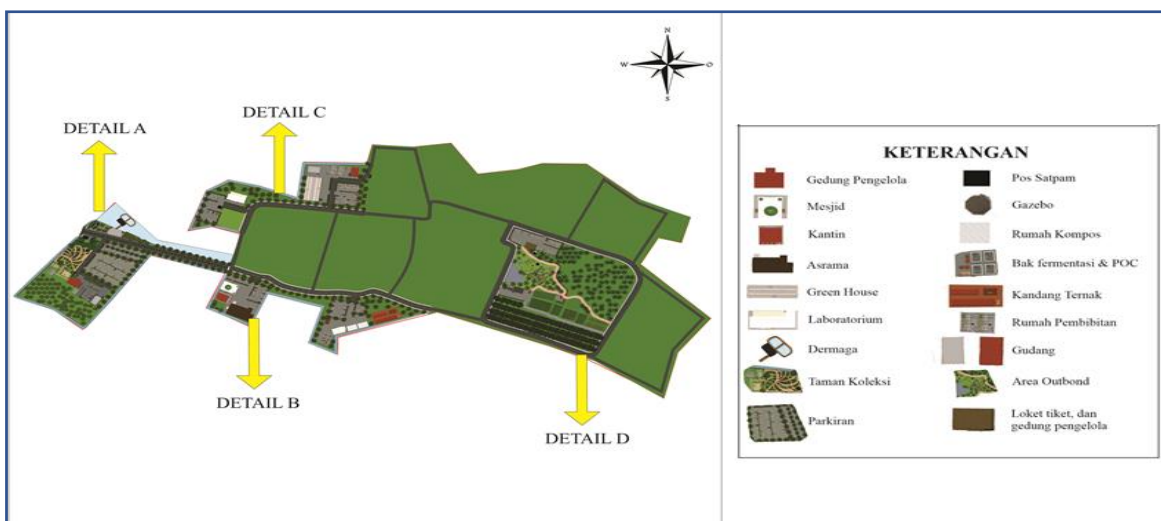 N
W
O
S
DETAIL C
DETAIL A
DETAIL B
DETAIL D
KETERANGAN
Gedung Pengelola
Mesjid
Kantin
Asrama
Green House
Laboratorium
Dermaga
Taman Koleksi
Parkiran
Pos Satpam
Gazebo
Rumah Kompos
Bak fermentasi & POC
Kandang Ternak
Rumah Pembibitan
Gudang
Area Outbond
Loket tiket, dan
gedung pengelola